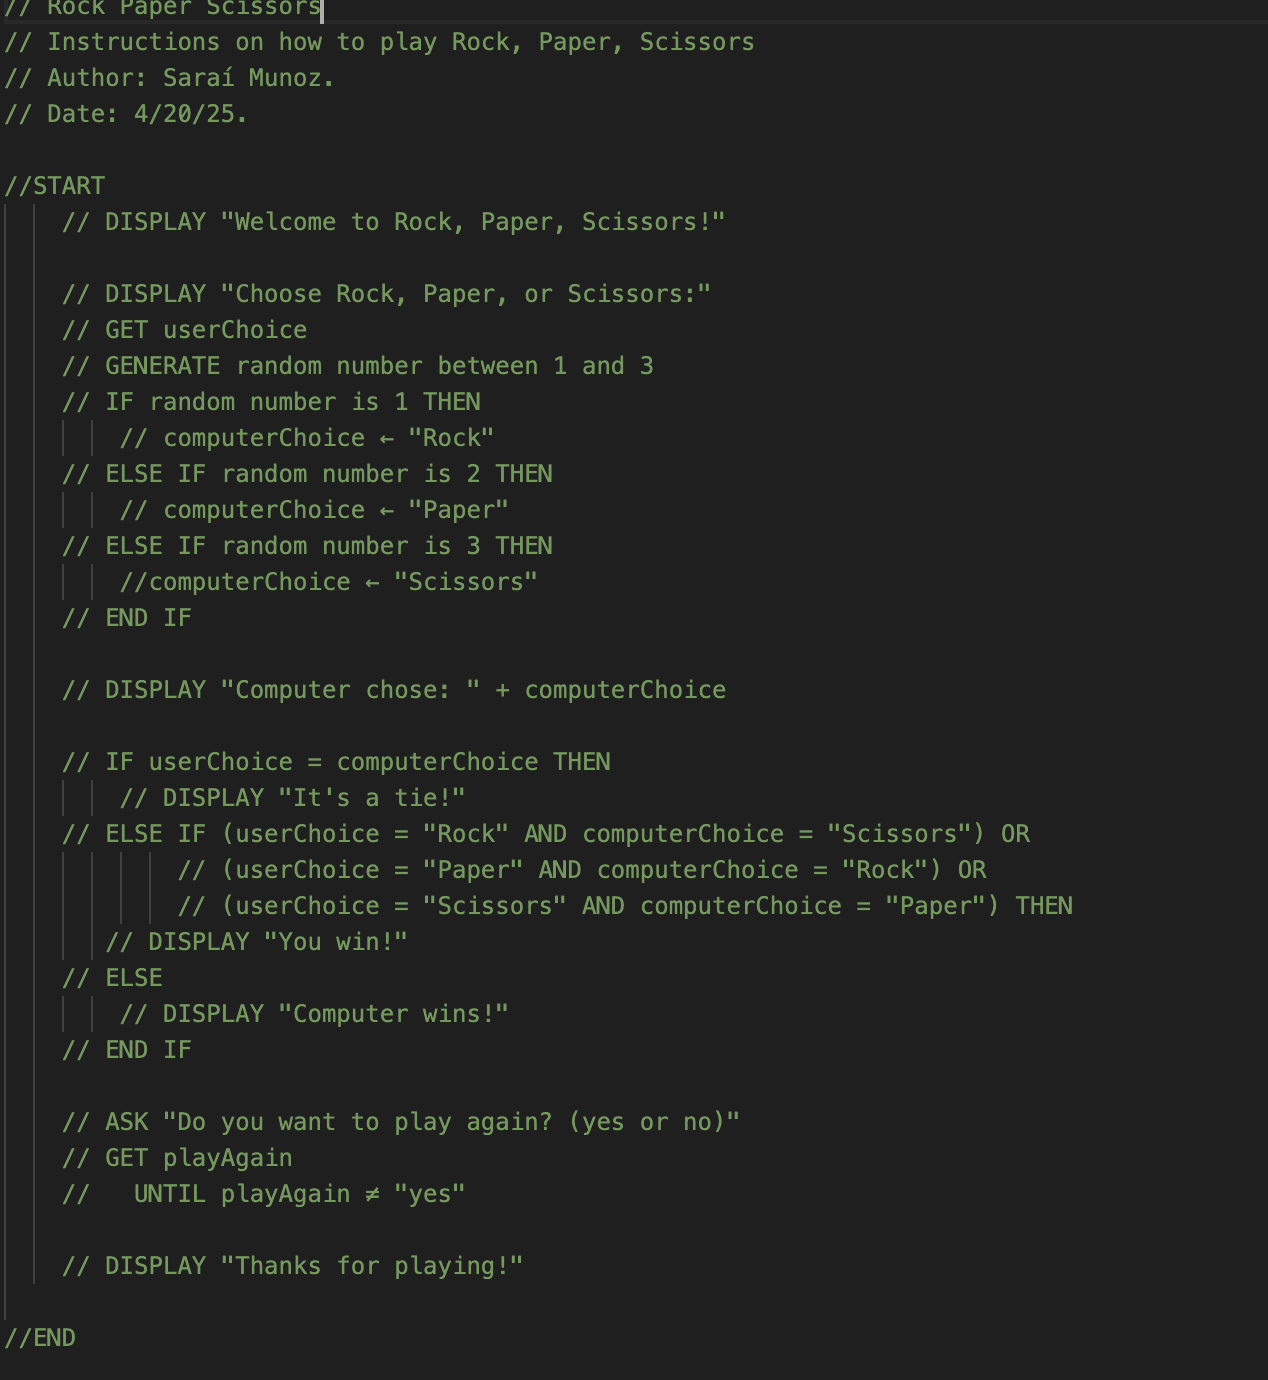 // Rock Paper Scissors
// Instructions on how to play Rock, Paper, Scissors
// Author: Saraí Munoz.
// Date: 4/20/25.
//START
// DISPLAY "Welcome to Rock, Paper, Scissors!"
// DISPLAY "Choose Rock, Paper, or Scissors:"
// GET userChoice
// GENERATE random number between 1 and 3
// IF random number is 1 THEN
// computerChoice ← "Rock"
// ELSE IF random number is 2 THEN
// computerChoice ← "Paper"
// ELSE IF random number is 3 THEN
//computerChoice ← "Scissors"
// END IF
// DISPLAY "Computer chose: " + computerChoice
// IF userChoice = computerChoice THEN
// DISPLAY "It's a tie!"
// ELSE IF (userChoice = "Rock" AND computerChoice = "Scissors") OR
// (userChoice = "Paper" AND computerChoice = "Rock") OR
// (userChoice = "Scissors" AND computerChoice = "Paper") THEN
// DISPLAY "You win!"
// ELSE
// DISPLAY "Computer wins!"
// END IF
// ASK "Do you want to play again? (yes or no)"
// GET playAgain
//   UNTIL playAgain ≠ "yes"
// DISPLAY "Thanks for playing!"
//END